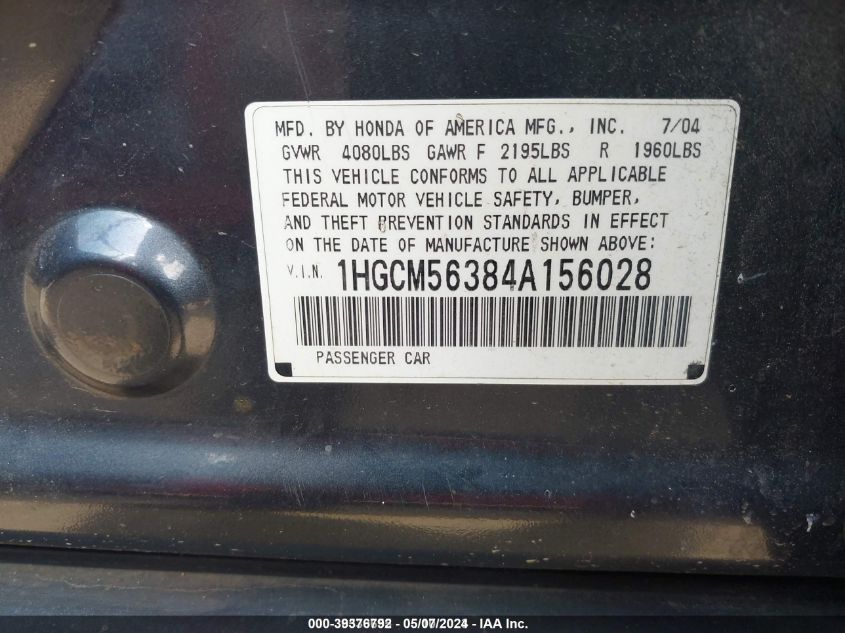 MFD. BY HONDA OF AMERICA MFG., INC. 7/04
GVWR 4080LBS GAWR F 2195LBS R 1960LBS
THIS VEHICLE CONFORMS TO ALL APPLICABLE
FEDERAL MOTOR VEHICLE SAFETY, BUMPER,
AND THEFT PREVENTION STANDARDS IN EFFECT
ON THE DATE OF MANUFACTURE SHOWN ABOVE:
V.I.N. 1HGCM56384A156028
PASSENGER CAR
000-39376792 - 05/07/2024 - IAA Inc.